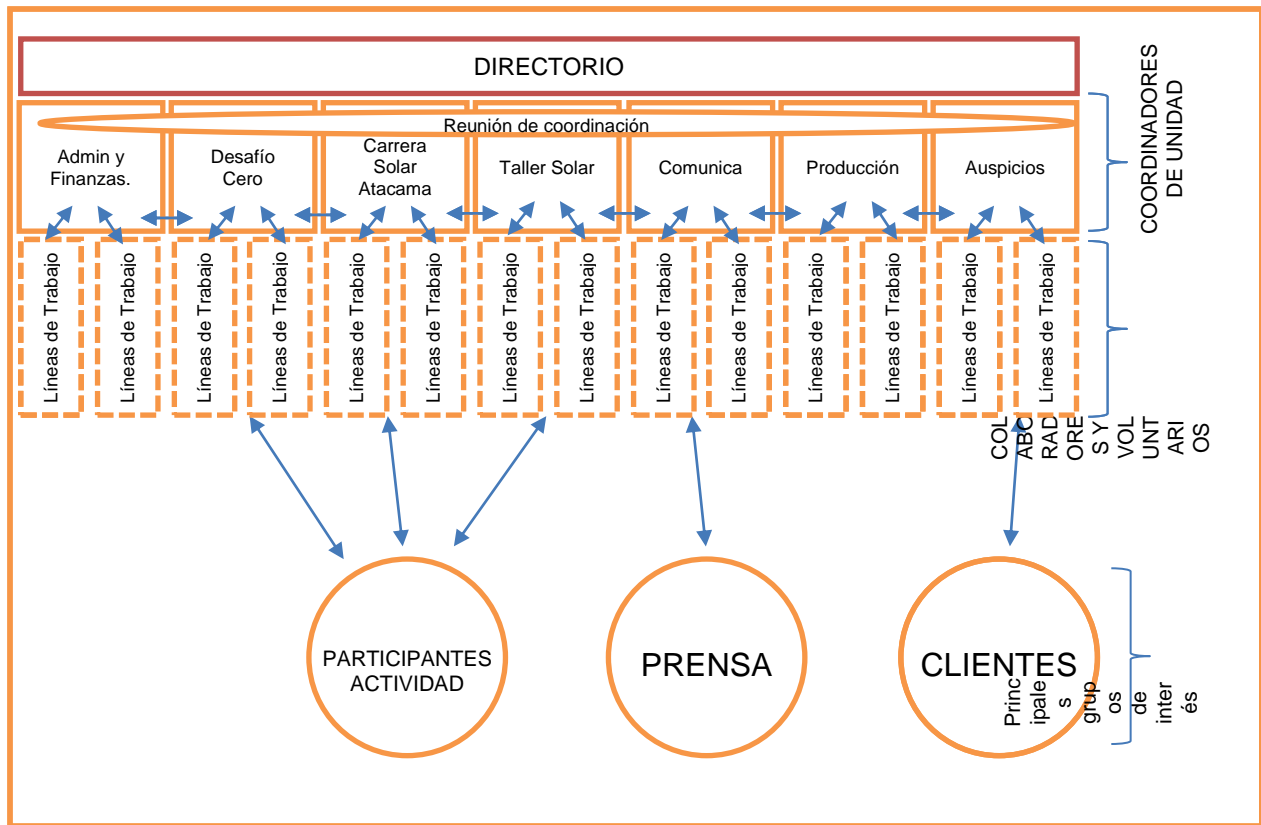 DIRECTORIO
COORDINADORES
DE UNIDAD
Reunión de coordinación
Admin y
Finanzas.
Desafío
Cero
Carrera
Solar
Atacama
Taller Solar
Comunica
Producción
Auspicios
Líneas de Trabajo
Líneas de Trabajo
Líneas de Trabajo
Líneas de Trabajo
Líneas de Trabajo
Líneas de Trabajo
Líneas de Trabajo
Líneas de Trabajo
Líneas de Trabajo
Líneas de Trabajo
Líneas de Trabajo
Líneas de Trabajo
Líneas de Trabajo
Líneas de Trabajo
COL
ABO
RAD
ORE
S Y
VOL
UNT
ARI
OS
PARTICIPANTES
ACTIVIDAD
PRENSA
CLIENTES
Princ
ipale
s
grup
os
de
inter
és